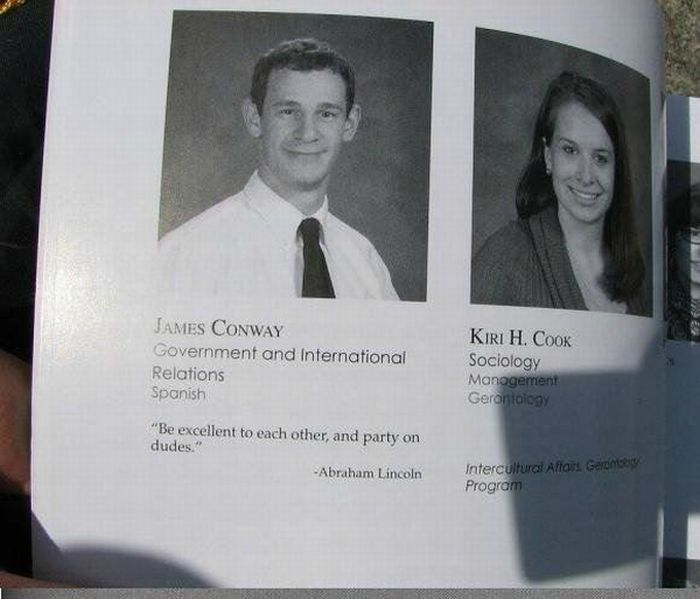 JAMES CONWAY
Government and International
Relations
Spanish
“Be excellent to each other, and party on
dudes.”
-Abraham Lincoln
KIRI H. COOK
Sociology
Management
Gerontology
Intercultural Affairs, Gerontology
Program